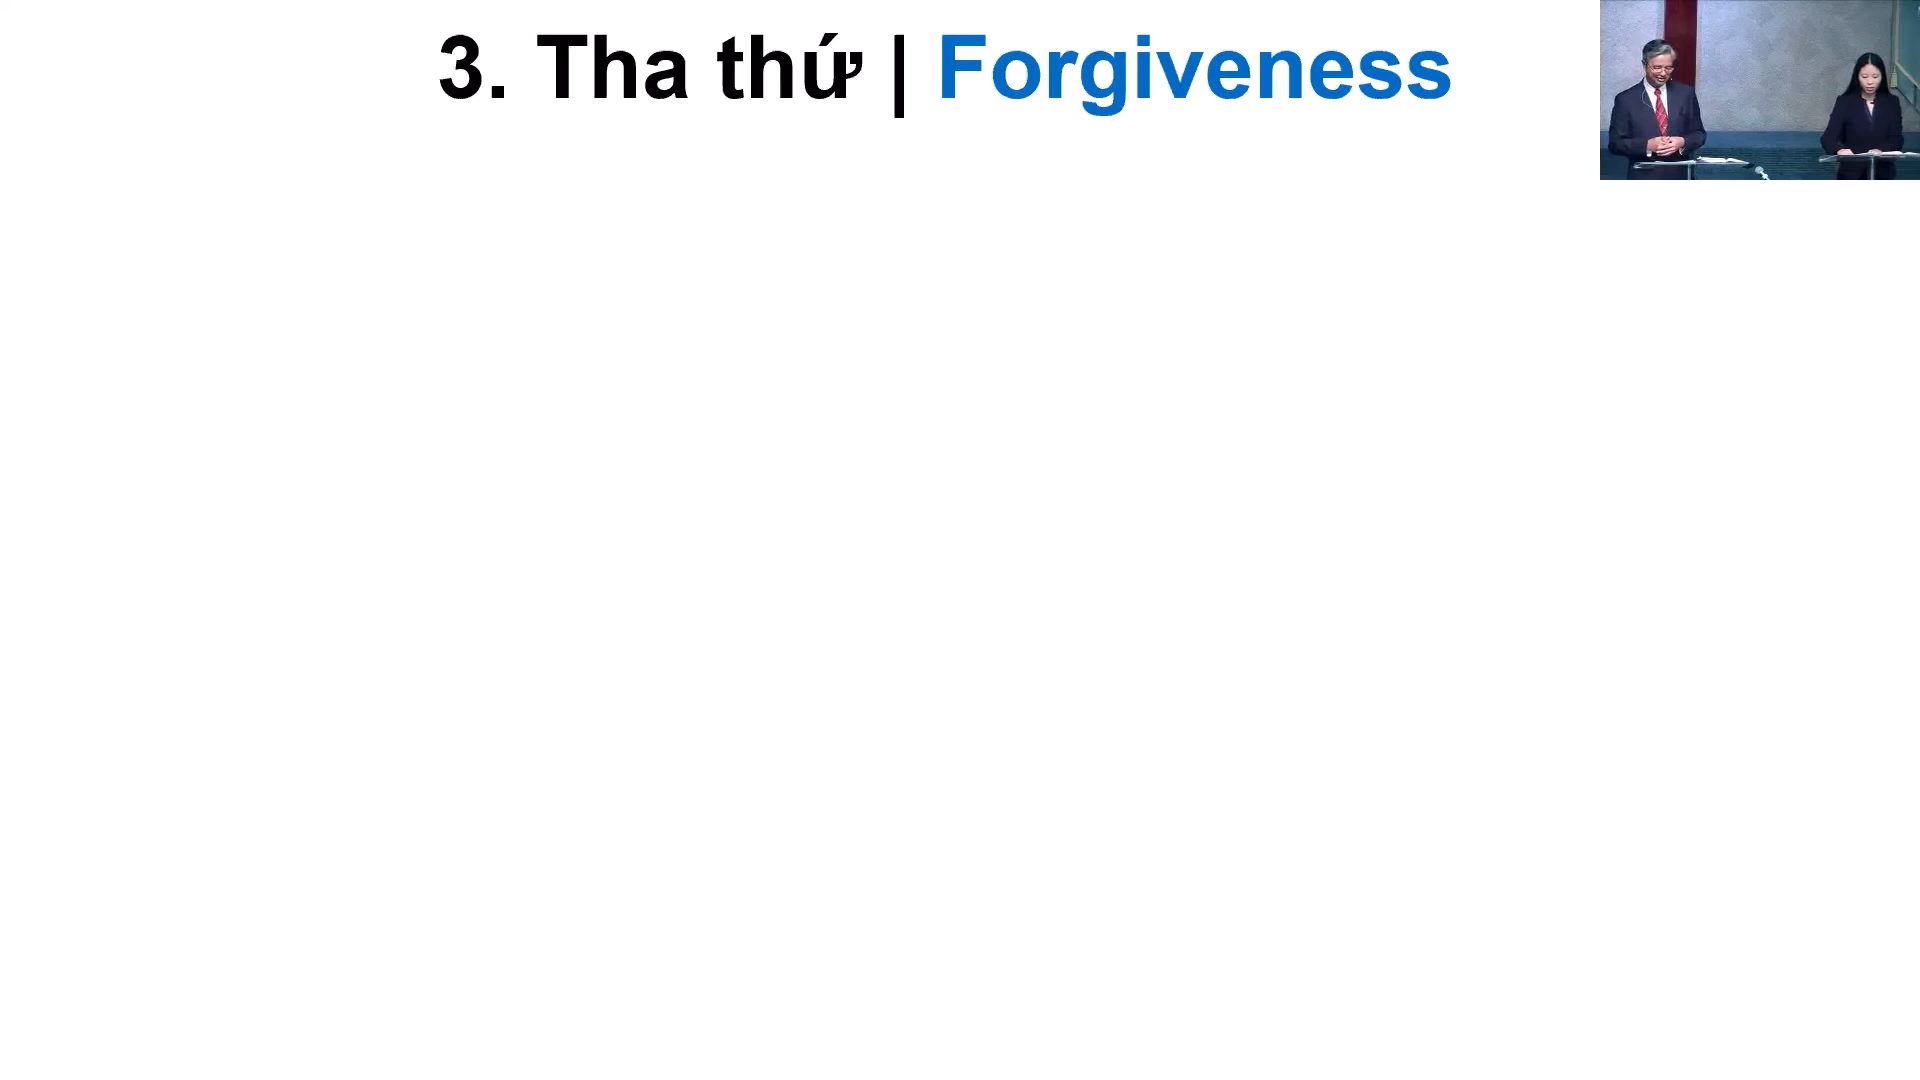 3. Tha thứ | Forgiveness